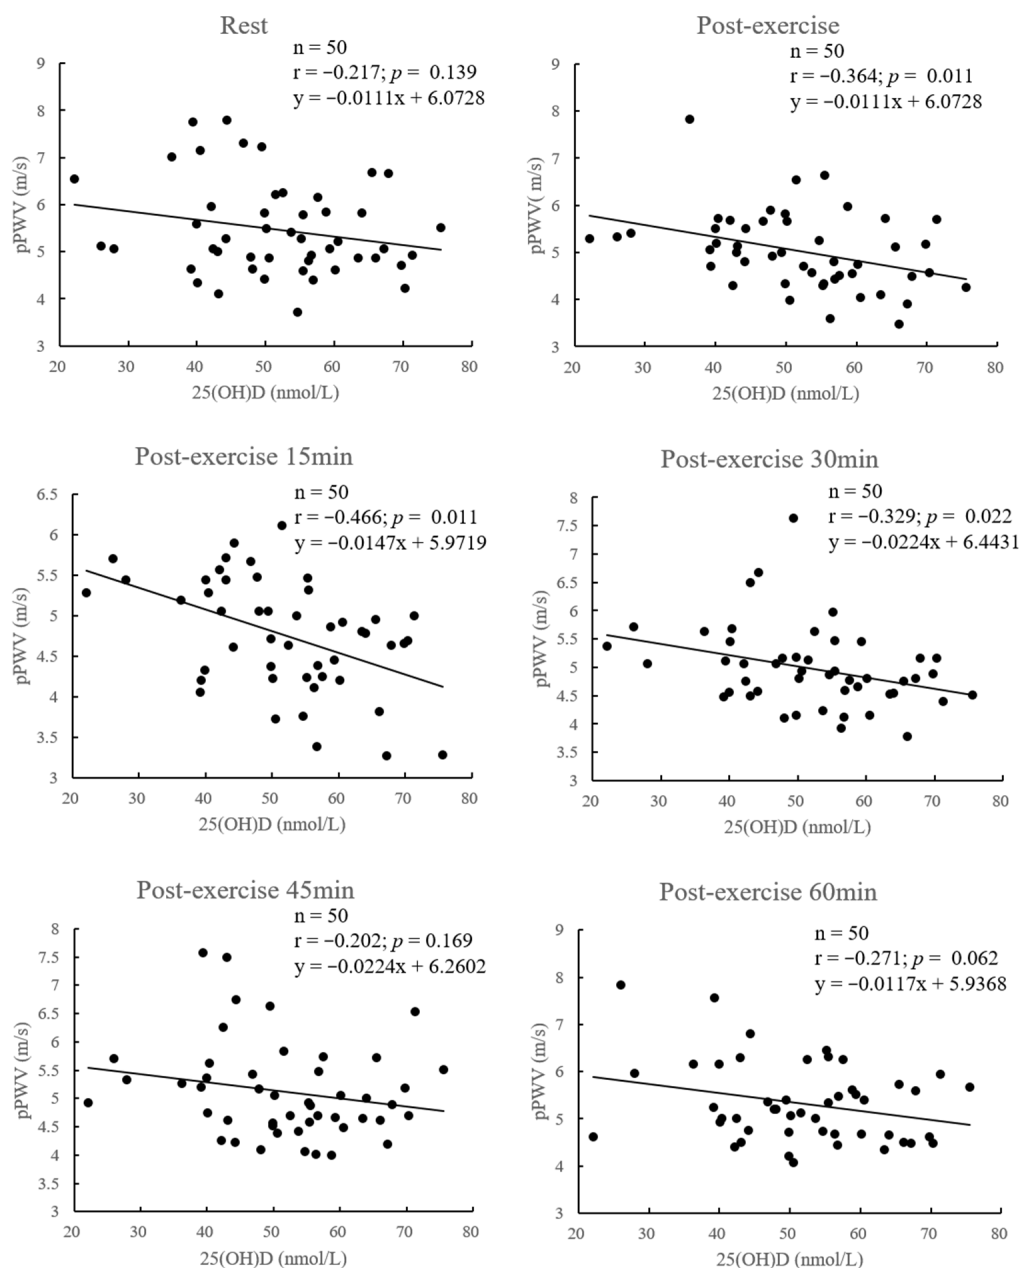 Rest
n = 50
r = −0.217; p = 0.139
y = −0.0111x + 6.0728
9
8
7
6
5
4
3
pPWV (m/s)
20 30 40 50 60 70 80
25(OH)D (nmol/L)
Post-exercise
n = 50
r = −0.364; p = 0.011
y = −0.0111x + 6.0728
9
8
7
6
5
4
3
pPWV( m/s)
20 30 40 50 60 70 80
25(OH)D (nmol/L)
Post-exercise 15min
n = 50
r = −0.466; p = 0.011
y = −0.0147x + 5.9719
6.5
6
5.5
5
4.5
4
3.5
3
pPWV (m/s)
20 30 40 50 60 70 80
25(OH)D (nmol/L)
Post-exercise 30min
n = 50
r = −0.329; p = 0.022
y = −0.0224x + 6.4431
8
7.5
7
6.5
6
5.5
5
4.5
4
3.5
3
pPWV (m/s)
20 30 40 50 60 70 80
25(OH)D (nmol/L)
Post-exercise 45min
n = 50
r = −0.202; p = 0.169
y = −0.0224x + 6.2602
8
7.5
7
6.5
6
5.5
5
4.5
4
3.5
3
pPWV (m/s)
20 30 40 50 60 70 80
25(OH)D (nmol/L)
Post-exercise 60min
n = 50
r = −0.271; p = 0.062
y = −0.0117x + 5.9368
9
8
7
6
5
4
3
pPWV (m/s)
20 30 40 50 60 70 80
25(OH)D (nmol/L)